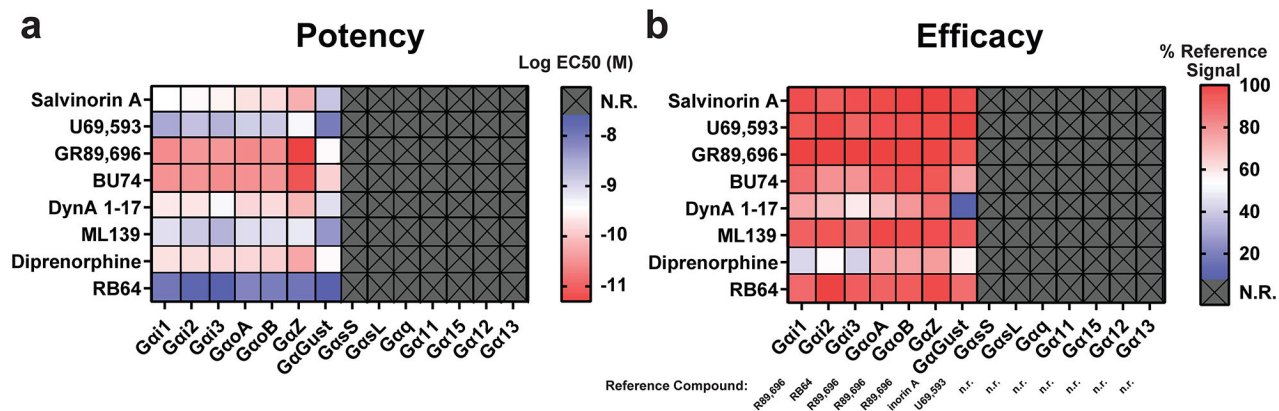 a
Potency
Log EC50 (M)
Salvinorin A
U69,593
GR89,696
BU74
DynA 1-17
ML139
Diprenorphine
RB64
N.R.
-8
-9
-10
-11
Gαi1
Gαi2
Gαi3
GαoA
GαoB
GαZ
GαGust
GαsS
GαsL
Gαq
Gα11
Gα15
Gα12
Gα13
b
Efficacy
% Reference
Signal
Salvinorin A
U69,593
GR89,696
BU74
DynA 1-17
ML139
Diprenorphine
RB64
100
80
60
40
20
N.R.
Gαi1
Gαi2
Gαi3
GαoA
GαoB
GαZ
GαGust
GαsS
GαsL
Gαq
Gα11
Gα15
Gα12
Gα13
Reference Compound:
R89,696
RB64
R89,696
R89,696
R89,696
inorin A
U69,593
n.r.
n.r.
n.r.
n.r.
n.r.
n.r.
n.r.